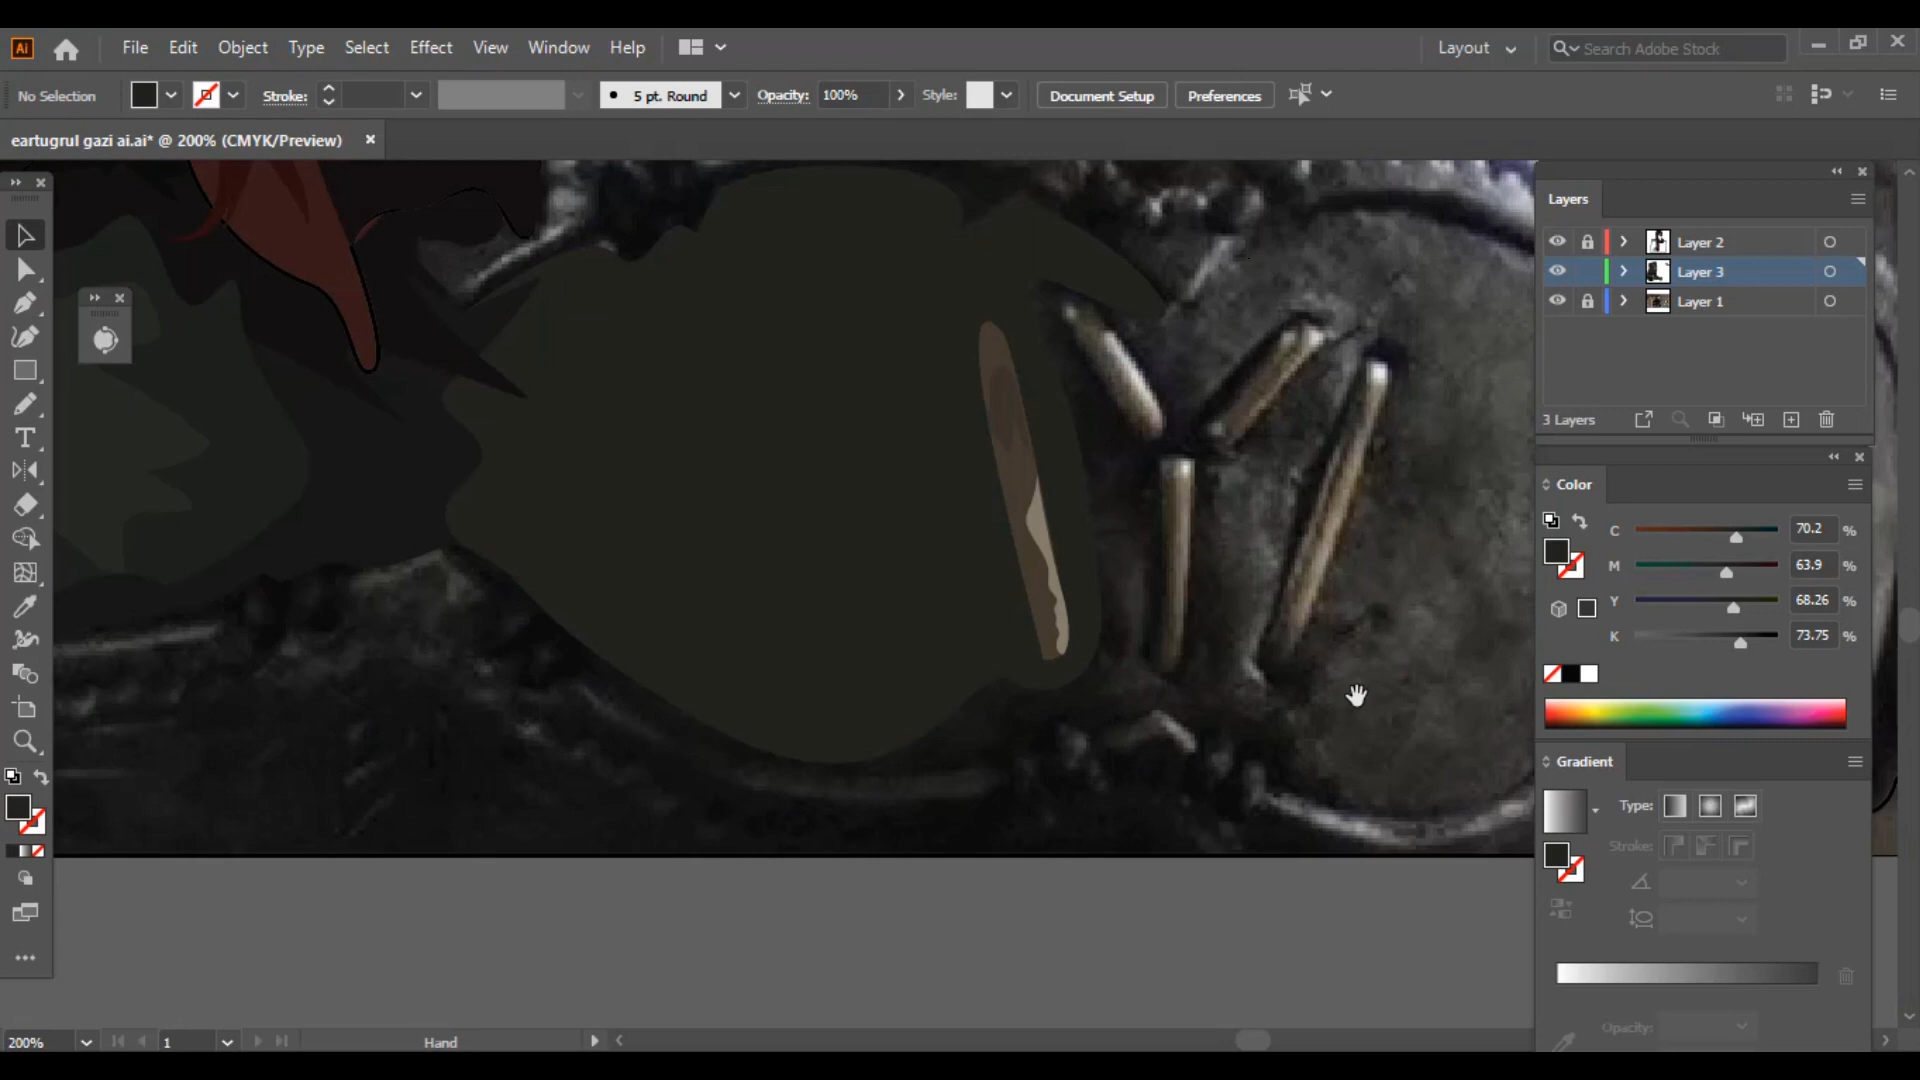 Ai File Edit Object Type Select Effect View Window Help Layout Search Adobe Stock
No Selection Stroke: 5 pt. Round Opacity: 100% Style: Document Setup Preferences
eartugrul gazi ai.ai* @ 200% (CMYK/Preview)
Layers
Layer 2
Layer 3
Layer 1
3 Layers
Color
C 70.2 %
M 63.9 %
Y 68.26 %
K 73.75 %
Gradient
Type:
Stroke:
Opacity:
200% 1 Hand